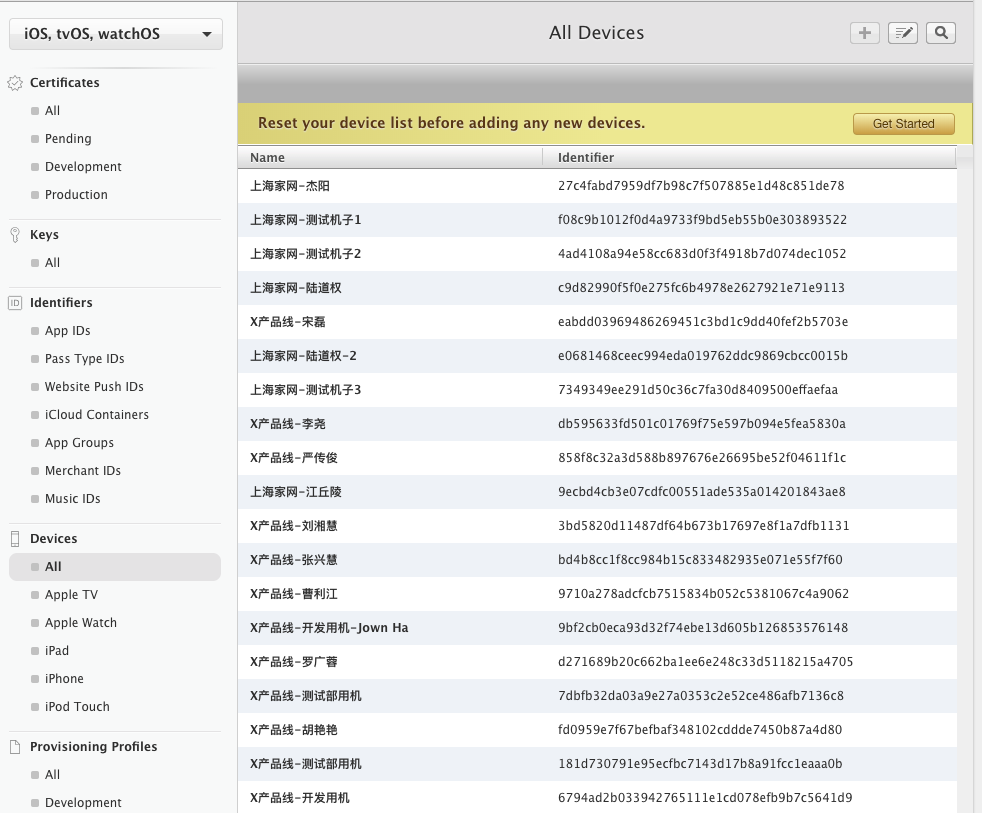 iOS, tvOS, watchOS
Certificates
All
Pending
Development
Production
Keys
All
ID Identifiers
App IDs
Pass Type IDs
Website Push IDs
iCloud Containers
App Groups
Merchant IDs
Music IDs
Devices
All
Apple TV
Apple Watch
iPad
iPhone
iPod Touch
Provisioning Profiles
All
Development
All Devices
Reset your device list before adding any new devices. Get Started
Name Identifier
上海家网-杰阳 27c4fabd7959df7b98c7f507885e1d48c851de78
上海家网-测试机子1 f08c9b1012f0d4a9733f9bd5eb55b0e303893522
上海家网-测试机子2 4ad4108a94e58cc683d0f3f4918b7d074dec1052
上海家网-陆道权 c9d82990f5f0e275fc6b4978e2627921e71e9113
X产品线-宋磊 eabdd03969486269451c3bd1c9dd40fef2b5703e
上海家网-陆道权-2 e0681468ceec994eda019762ddc9869cbcc0015b
上海家网-测试机子3 7349349ee291d50c36c7fa30d8409500effaefaa
X产品线-李尧 db595633fd501c01769f75e597b094e5fea5830a
X产品线-严传俊 858f8c32a3d588b897676e26695be52f04611f1c
上海家网-江丘陵 9ecbd4cb3e07cdfc00551ade535a014201843ae8
X产品线-刘湘慧 3bd5820d11487df64b673b17697e8f1a7dfb1131
X产品线-张兴慧 bd4b8cc1f8cc984b15c833482935e071e55f7f60
X产品线-曹利江 9710a278adcfcb7515834b052c5381067c4a9062
X产品线-开发用机-Jown Ha 9bf2cb0eca93d32f74ebe13d605b126853576148
X产品线-罗广蓉 d271689b20c662ba1ee6e248c33d5118215a4705
X产品线-测试部用机 7dbfb32da03a9e27a0353c2e52ce486afb7136c8
X产品线-胡艳艳 fd0959e7f67befbaf348102cddde7450b87a4d80
X产品线-测试部用机 181d730791e95ecfbc7143d17b8a91fcc1eaaa0b
X产品线-开发用机 6794ad2b033942765111e1cd078efb9b7c5641d9